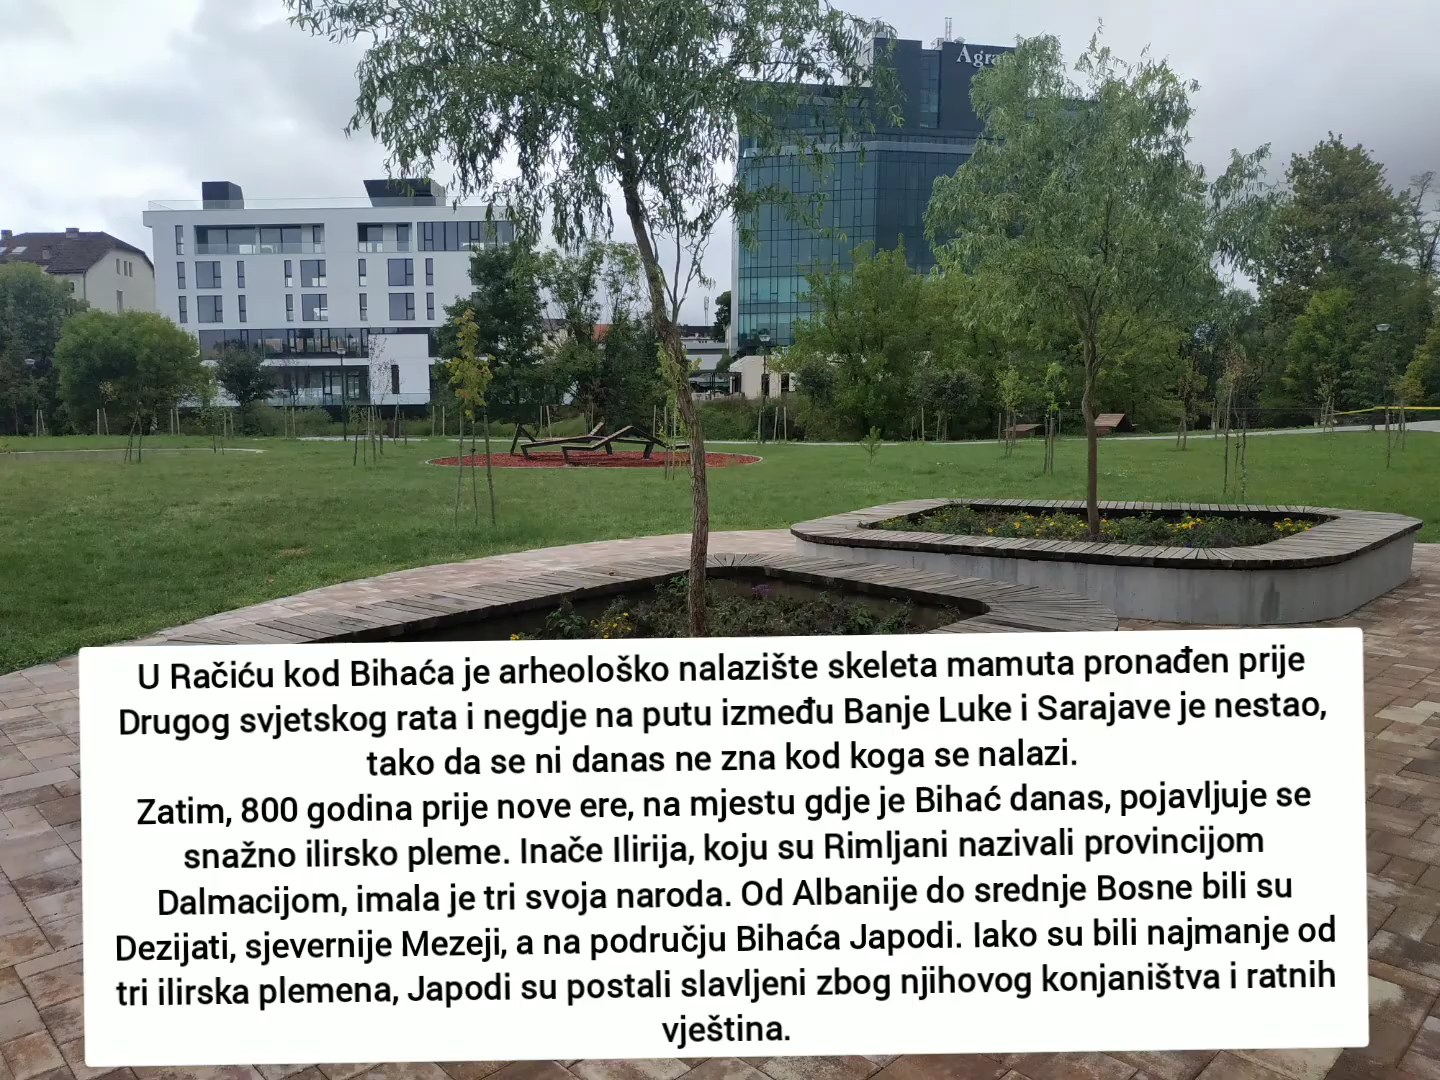 Agra
U Račiću kod Bihaća je arheološko nalazište skeleta mamuta pronađen prije
Drugog svjetskog rata i negdje na putu između Banje Luke i Sarajave je nestao,
tako da se ni danas ne zna kod koga se nalazi.
Zatim, 800 godina prije nove ere, na mjestu gdje je Bihać danas, pojavljuje se
snažno ilirsko pleme. Inače Ilirija, koju su Rimljani nazivali provincijom
Dalmacijom, imala je tri svoja naroda. Od Albanije do srednje Bosne bili su
Dezijati, sjevernije Mezeji, a na području Bihaća Japodi. Iako su bili najmanje od
tri ilirska plemena, Japodi su postali slavljeni zbog njihovog konjaništva i ratnih
vještina.